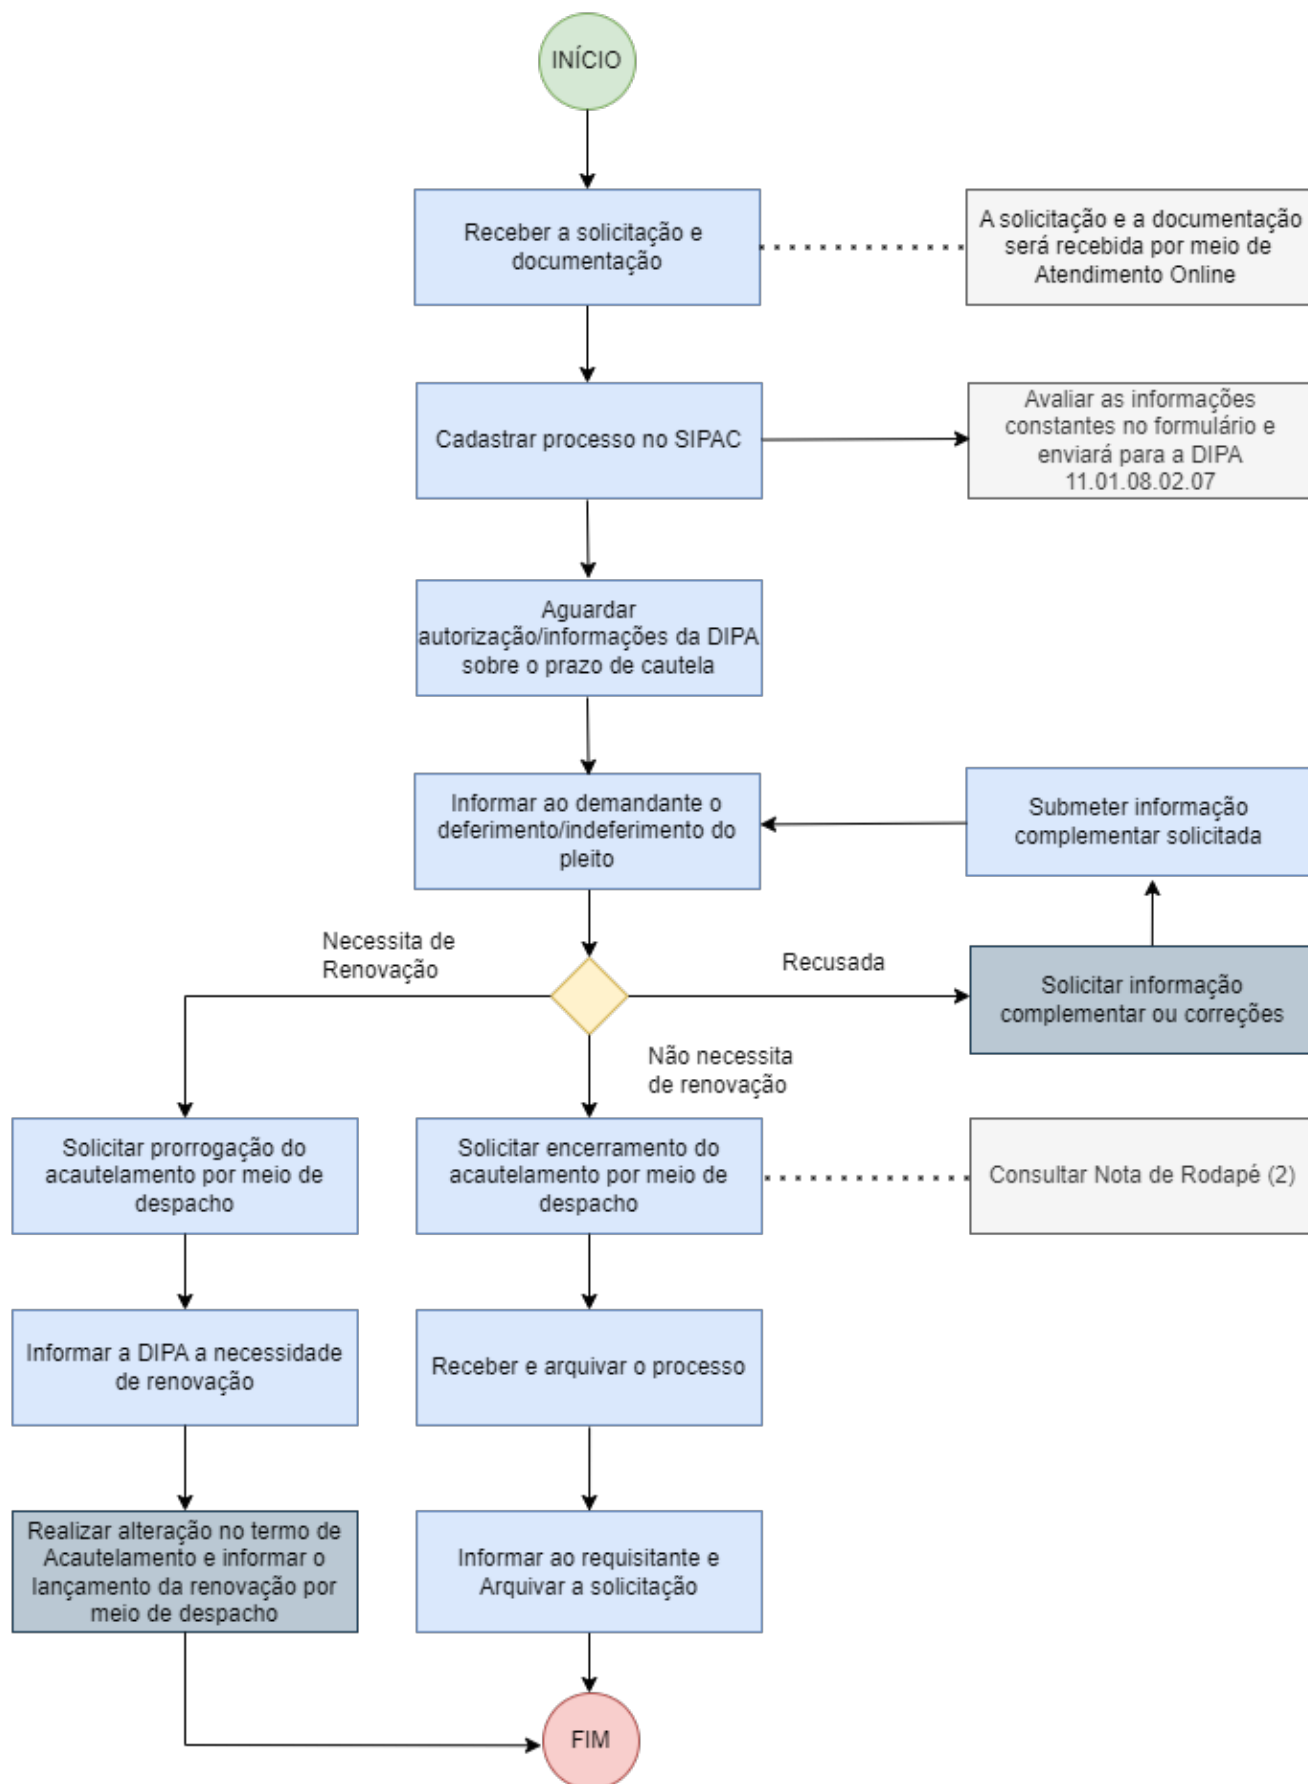 INÍCIO
Receber a solicitação e
documentação
A solicitação e a documentação
será recebida por meio de
Atendimento Online
Cadastrar processo no SIPAC
Avaliar as informações
constantes no formulário e
enviará para a DIPA
11.01.08.02.07
Aguardar
autorização/informações da DIPA
sobre o prazo de cautela
Informar ao demandante o
deferimento/indeferimento do
pleito
Submeter informação
complementar solicitada
Necessita de
Renovação
Recusada
Solicitar informação
complementar ou correções
Não necessita
de renovação
Solicitar prorrogação do
acautelamento por meio de
despacho
Solicitar encerramento do
acautelamento por meio de
despacho
Consultar Nota de Rodapé (2)
Informar a DIPA a necessidade
de renovação
Receber e arquivar o processo
Realizar alteração no termo de
Acautelamento e informar o
lançamento da renovação por
meio de despacho
Informar ao requisitante e
Arquivar a solicitação
FIM